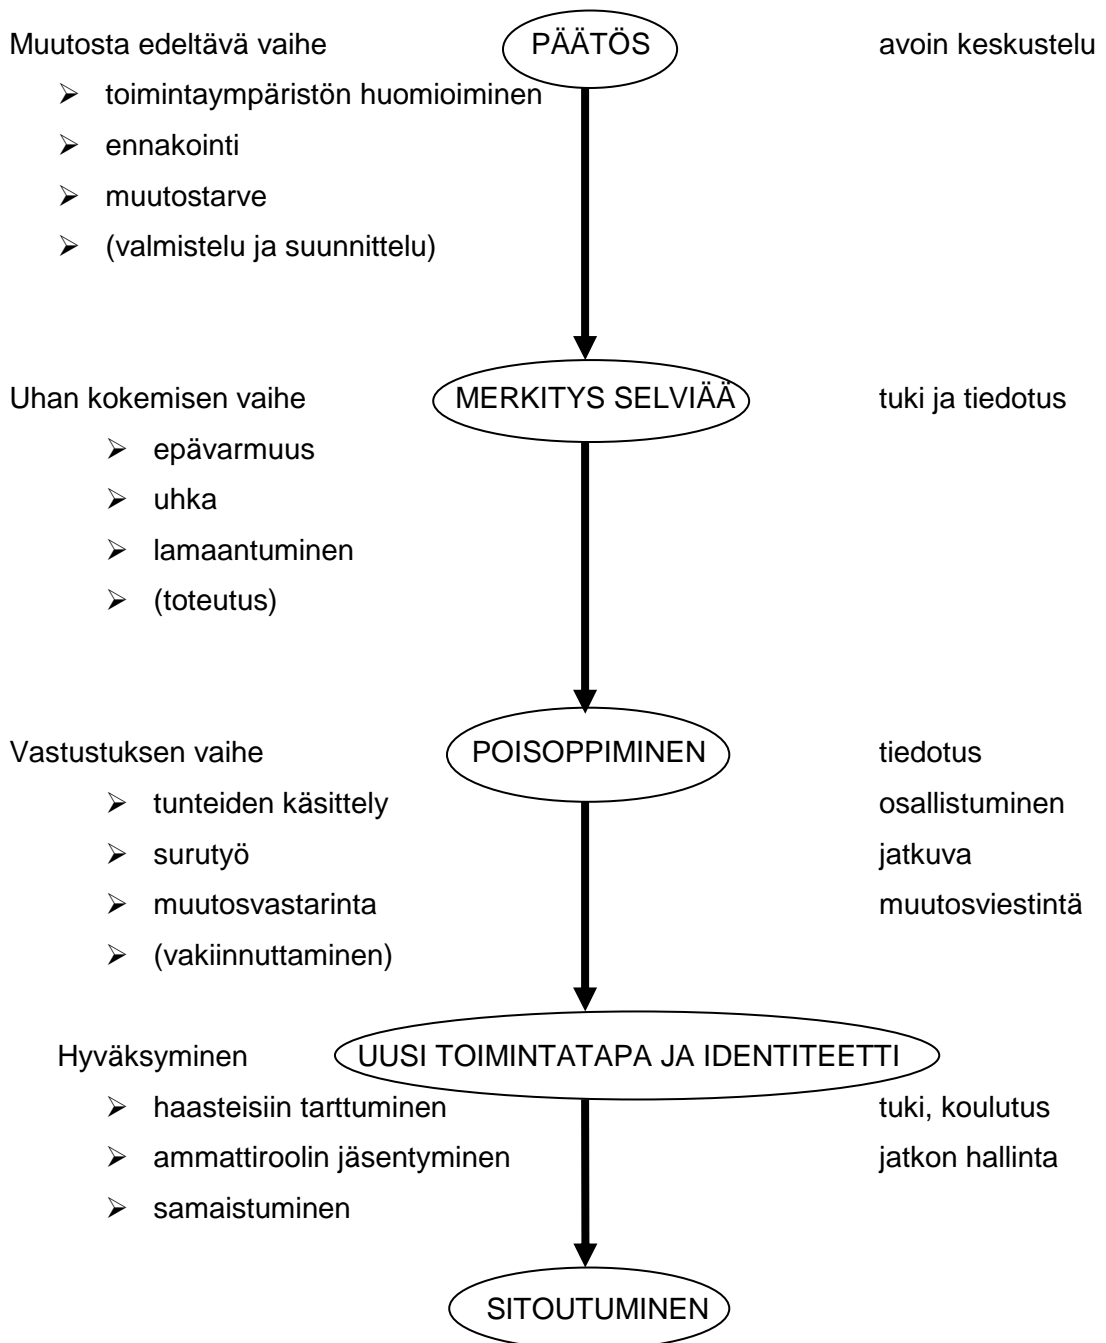 Muutosta edeltävä vaihe PÄÄTÖS avoin keskustelu
➢ toimintaympäristön huomioiminen
➢ ennakointi
➢ muutostarve
➢ (valmistelu ja suunnittelu)
Uhan kokemisen vaihe MERKITYS SELVIÄÄ tuki ja tiedotus
➢ epävarmuus
➢ uhka
➢ lamaantuminen
➢ (toteutus)
Vastustuksen vaihe POISOPPIMINEN tiedotus
➢ tunteiden käsittely osallistuminen
➢ surutyö jatkuva
➢ muutosvastarinta muutosviestintä
➢ (vakiinnuttaminen)
Hyväksyminen UUSI TOIMINTATAPA JA IDENTITEETTI
➢ haasteisiin tarttuminen tuki, koulutus
➢ ammattiroolin jäsentyminen jatkon hallinta
➢ samaistuminen
SITOUTUMINEN